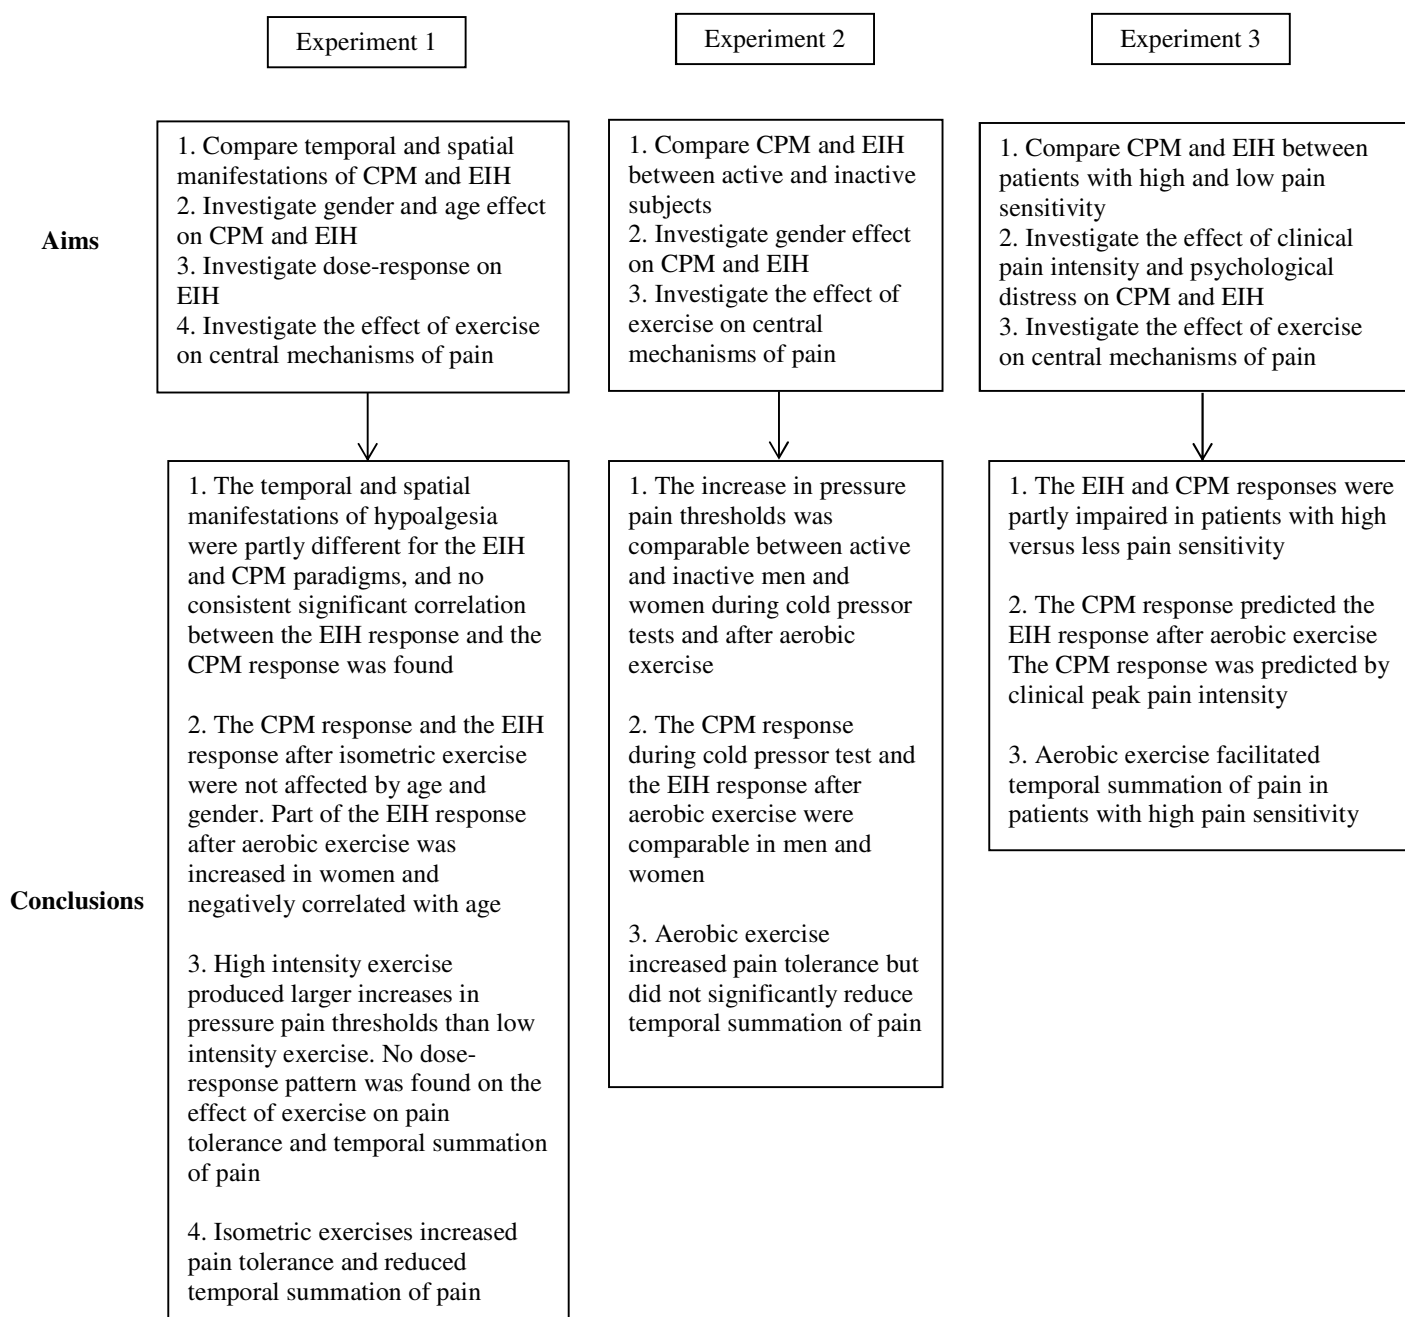 Experiment 1
Experiment 2
Experiment 3
Aims
1. Compare temporal and spatial
manifestations of CPM and EIH
2. Investigate gender and age effect
on CPM and EIH
3. Investigate dose-response on
EIH
4. Investigate the effect of exercise
on central mechanisms of pain
1. Compare CPM and EIH
between active and inactive
subjects
2. Investigate gender effect
on CPM and EIH
3. Investigate the effect of
exercise on central
mechanisms of pain
1. Compare CPM and EIH between
patients with high and low pain
sensitivity
2. Investigate the effect of clinical
pain intensity and psychological
distress on CPM and EIH
3. Investigate the effect of exercise
on central mechanisms of pain
Conclusions
1. The temporal and spatial
manifestations of hypoalgesia
were partly different for the EIH
and CPM paradigms, and no
consistent significant correlation
between the EIH response and the
CPM response was found
2. The CPM response and the EIH
response after isometric exercise
were not affected by age and
gender. Part of the EIH response
after aerobic exercise was
increased in women and
negatively correlated with age
3. High intensity exercise
produced larger increases in
pressure pain thresholds than low
intensity exercise. No dose-
response pattern was found on the
effect of exercise on pain
tolerance and temporal summation
of pain
4. Isometric exercises increased
pain tolerance and reduced
temporal summation of pain
1. The increase in pressure
pain thresholds was
comparable between active
and inactive men and
women during cold pressor
tests and after aerobic
exercise
2. The CPM response
during cold pressor test and
the EIH response after
aerobic exercise were
comparable in men and
women
3. Aerobic exercise
increased pain tolerance but
did not significantly reduce
temporal summation of pain
1. The EIH and CPM responses were
partly impaired in patients with high
versus less pain sensitivity
2. The CPM response predicted the
EIH response after aerobic exercise
The CPM response was predicted by
clinical peak pain intensity
3. Aerobic exercise facilitated
temporal summation of pain in
patients with high pain sensitivity